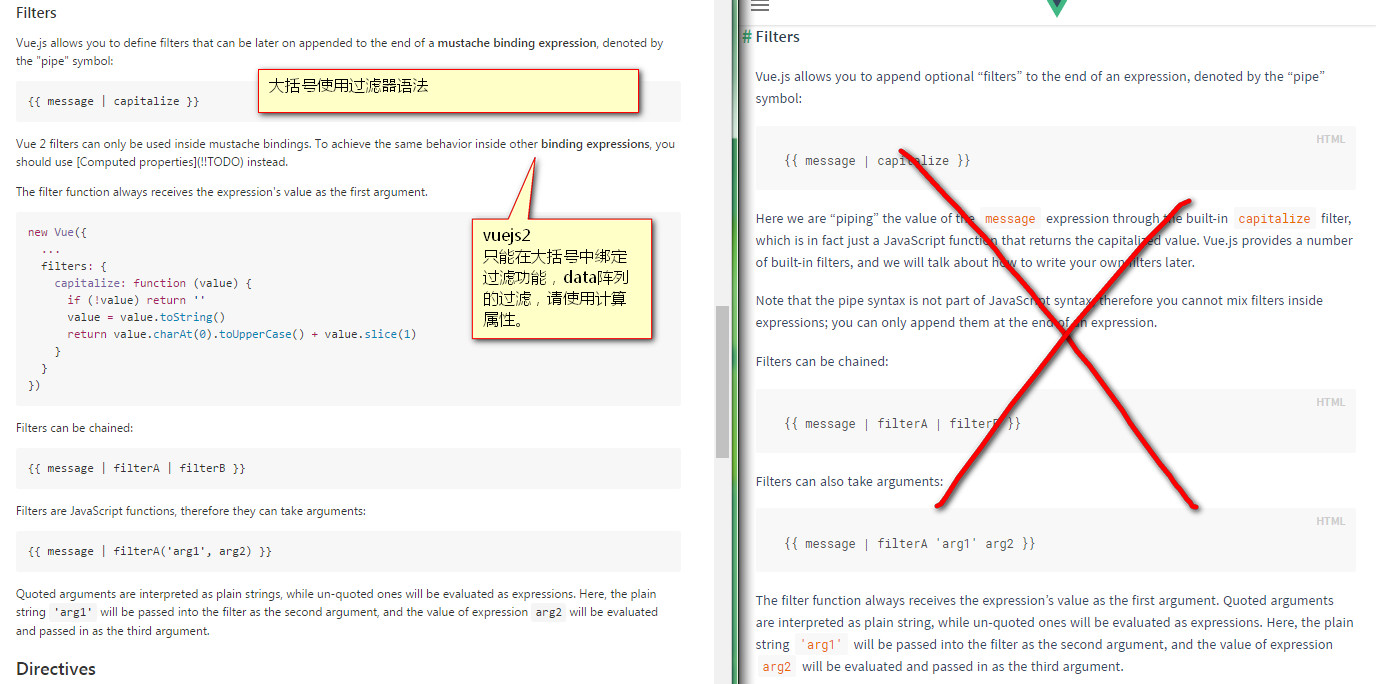 Filters
Vue.js allows you to define filters that can be later on appended to the end of a mustache binding expression, denoted by
the "pipe" symbol:
大括号使用过滤器语法
{{ message | capitalize }}
Vue 2 filters can only be used inside mustache bindings. To achieve the same behavior inside other binding expressions, you
should use [Computed properties](!!TODO) instead.
The filter function always receives the expression's value as the first argument.
vuejs2
只能在大括号中绑定
过滤功能，data阵列
的过滤，请使用计算
属性。
new Vue({
...
filters: {
capitalize: function (value) {
if (!value) return ''
value = value.toString()
return value.charAt(0).toUpperCase() + value.slice(1)
}
}
})
Filters can be chained:
{{ message | filterA | filterB }}
Filters are JavaScript functions, therefore they can take arguments:
{{ message | filterA('arg1', arg2) }}
Quoted arguments are interpreted as plain strings, while un-quoted ones will be evaluated as expressions. Here, the plain
string 'arg1' will be passed into the filter as the second argument, and the value of expression arg2 will be evaluated
and passed in as the third argument.
Directives
# Filters
Vue.js allows you to append optional “filters” to the end of an expression, denoted by the “pipe”
symbol:
HTML
{{ message | capitalize }}
Here we are “piping” the value of the message expression through the built-in capitalize filter,
which is in fact just a JavaScript function that returns the capitalized value. Vue.js provides a number
of built-in filters, and we will talk about how to write your own filters later.
Note that the pipe syntax is not part of JavaScript syntax, therefore you cannot mix filters inside
expressions; you can only append them at the end of an expression.
Filters can be chained:
HTML
{{ message | filterA | filterB }}
Filters can also take arguments:
HTML
{{ message | filterA 'arg1' arg2 }}
The filter function always receives the expression’s value as the first argument. Quoted arguments
are interpreted as plain string, while un-quoted ones will be evaluated as expressions. Here, the plain
string 'arg1' will be passed into the filter as the second argument, and the value of expression
arg2 will be evaluated and passed in as the third argument.